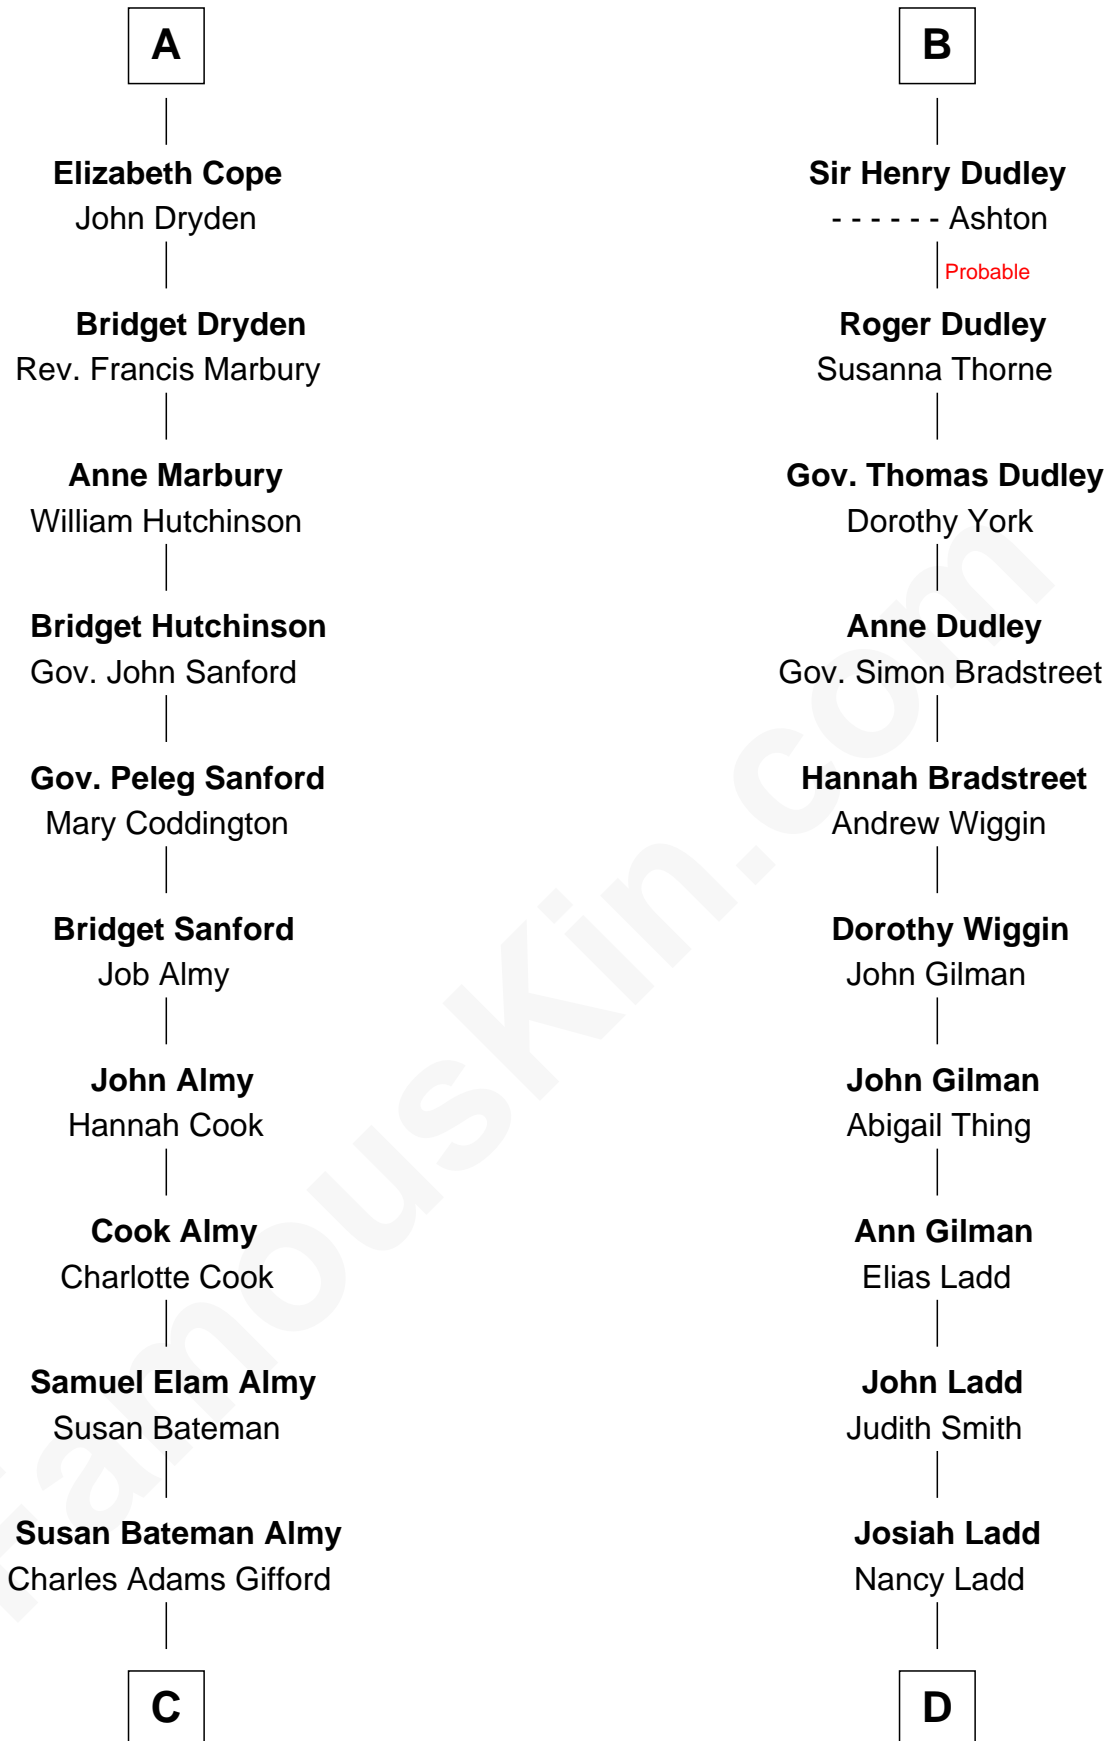 A
Elizabeth Cope
John Dryden
Bridget Dryden
Rev. Francis Marbury
Anne Marbury
William Hutchinson
Bridget Hutchinson
Gov. John Sanford
Gov. Peleg Sanford
Mary Coddington
Bridget Sanford
Job Almy
John Almy
Hannah Cook
Cook Almy
Charlotte Cook
Samuel Elam Almy
Susan Bateman
Susan Bateman Almy
Charles Adams Gifford
C
B
Sir Henry Dudley
- - - - - - Ashton
Probable
Roger Dudley
Susanna Thorne
Gov. Thomas Dudley
Dorothy York
Anne Dudley
Gov. Simon Bradstreet
Hannah Bradstreet
Andrew Wiggin
Dorothy Wiggin
John Gilman
John Gilman
Abigail Thing
Ann Gilman
Elias Ladd
John Ladd
Judith Smith
Josiah Ladd
Nancy Ladd
D
FamousKin.com